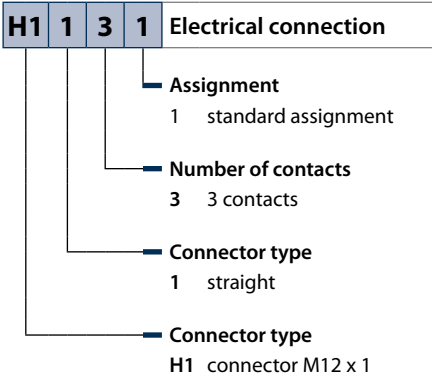 H1 1 3 1 Electrical connection
Assignment
1 standard assignment
Number of contacts
3 3 contacts
Connector type
1 straight
Connector type
H1 connector M12 x 1